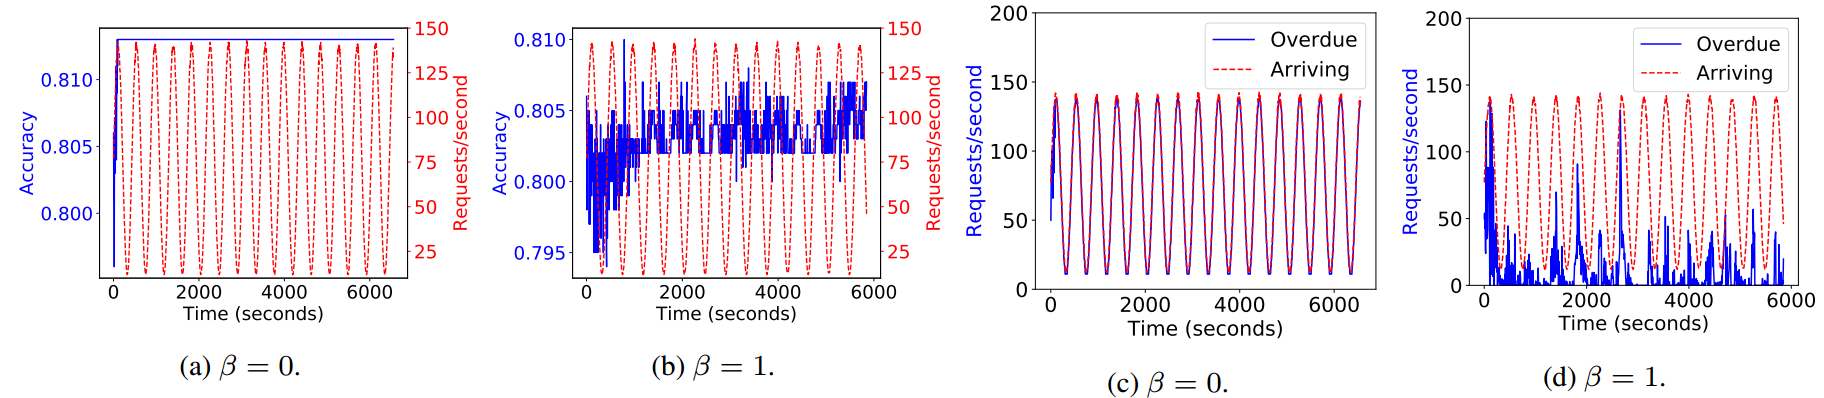 Accuracy
0.810
0.805
0.800
150
125
100
75
50
25
Requests/second
0 2000 4000 6000
Time (seconds)
(a) β = 0.
Accuracy
0.810
0.805
0.800
0.795
150
125
100
75
50
25
Requests/second
0 2000 4000 6000
Time (seconds)
(b) β = 1.
Requests/second
200
150
100
50
0
Overdue
Arriving
0 2000 4000 6000
Time (seconds)
(c) β = 0.
Requests/second
200
150
100
50
0
Overdue
Arriving
0 2000 4000 6000
Time (seconds)
(d) β = 1.